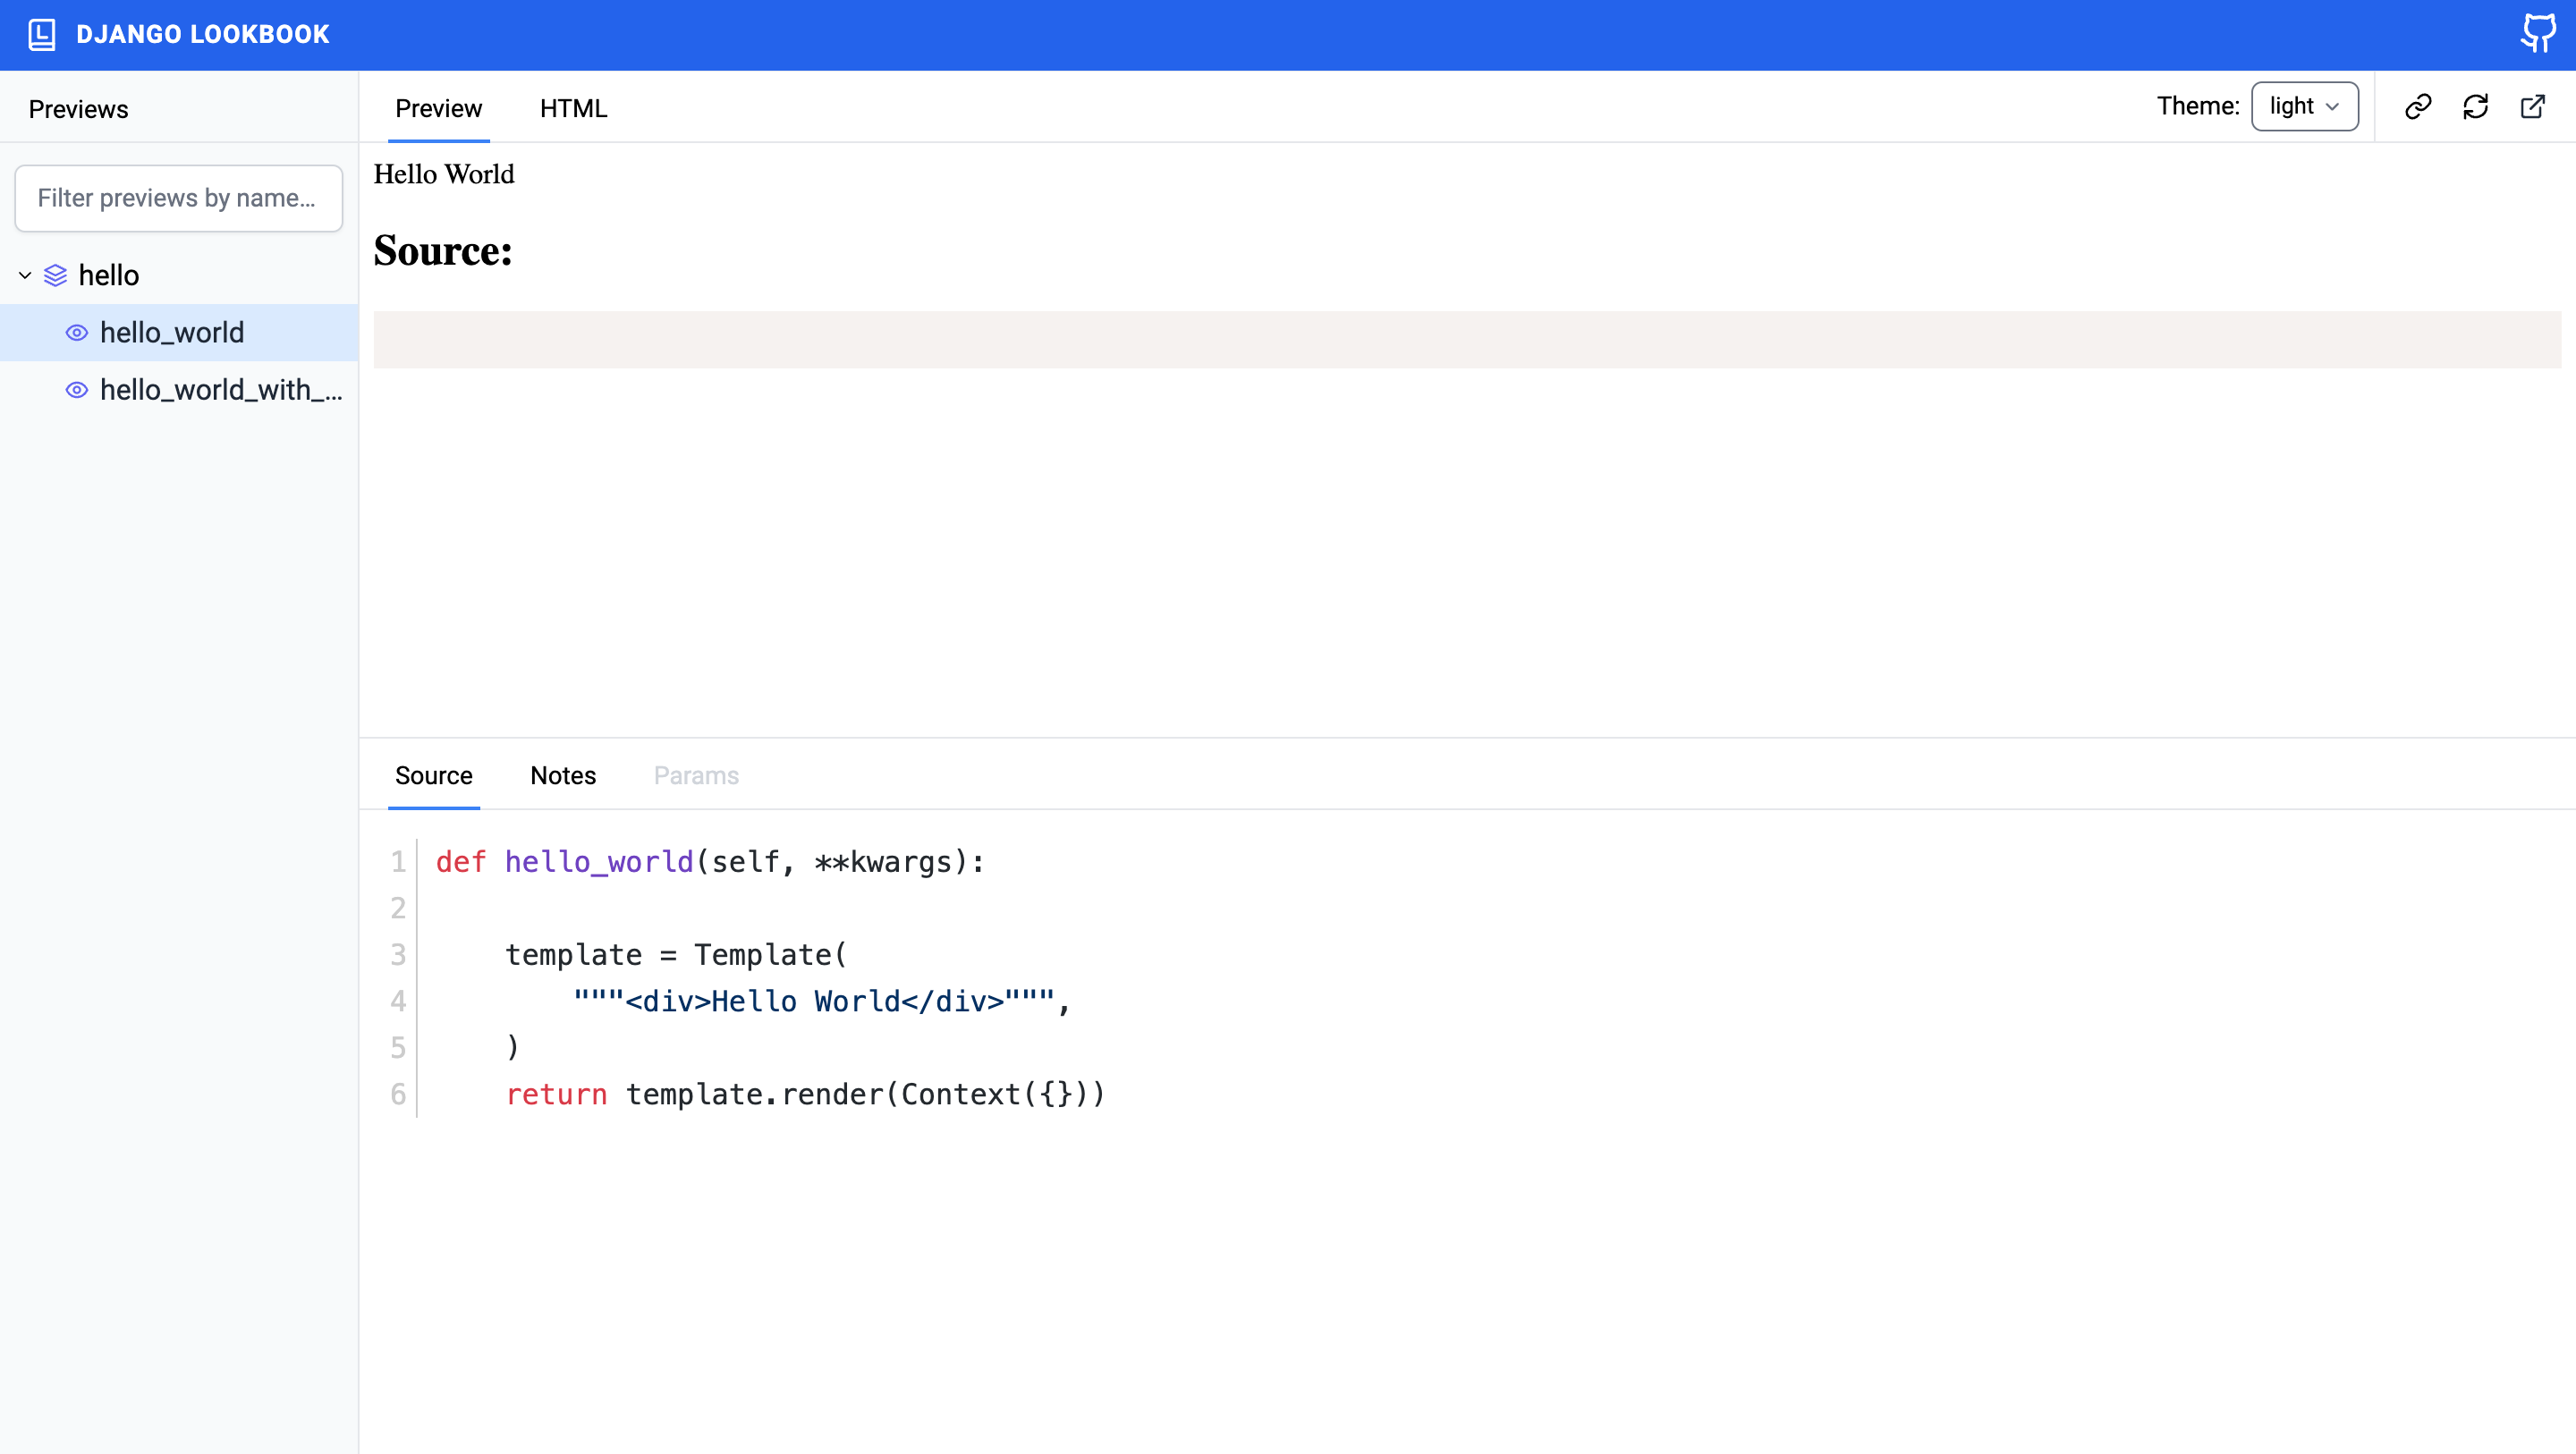 DJANGO LOOKBOOK
Previews
Preview HTML
Theme: light
Filter previews by name...
hello
hello_world
hello_world_with_...
Hello World
Source:
Source Notes Params
1 def hello_world(self, **kwargs):
2
3     template = Template(
4         """<div>Hello World</div>""",
5     )
6     return template.render(Context({}))